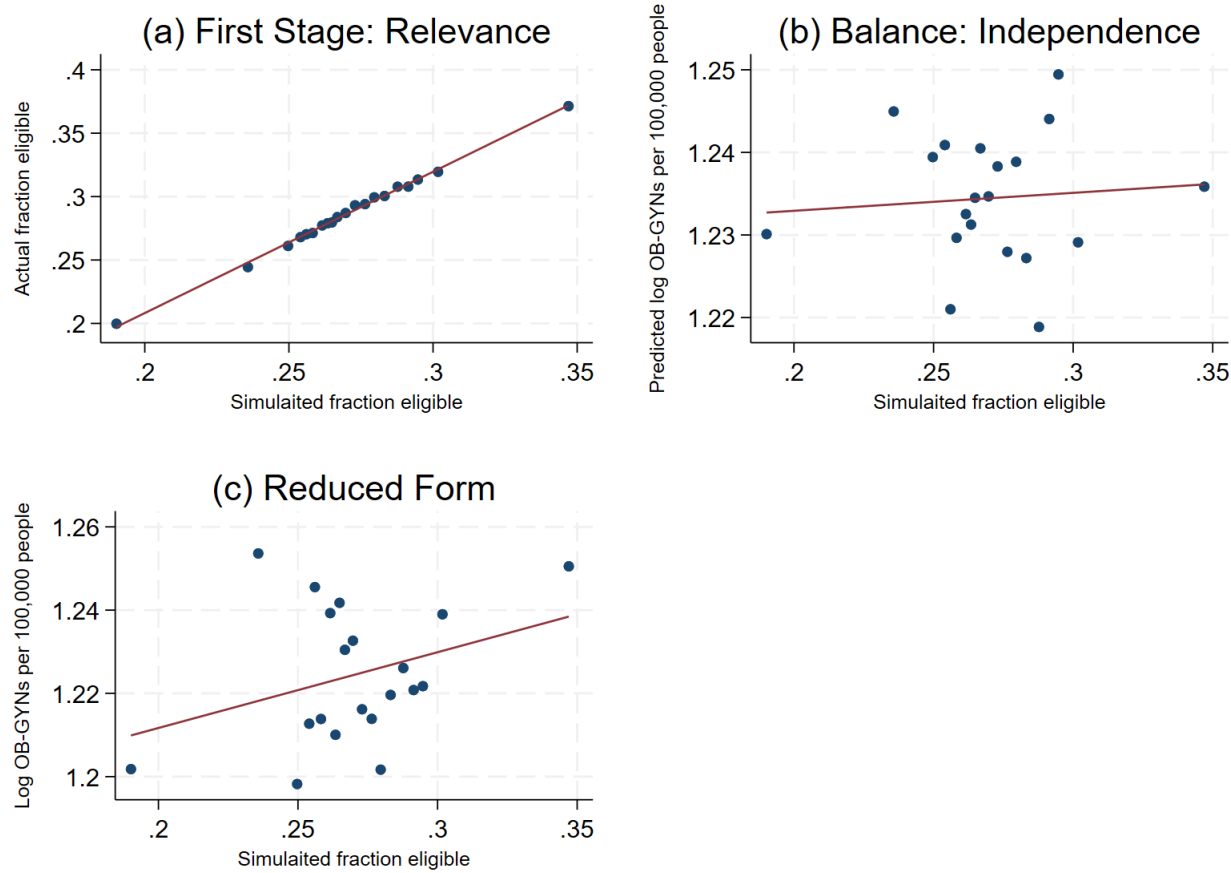 (a) First Stage: Relevance
Actual fraction eligible
.4
.35
.3
.25
.2
.2 .25 .3 .35
Simulaited fraction eligible
(b) Balance: Independence
Predicted log OB-GYNs per 100,000 people
1.25
1.24
1.23
1.22
.2 .25 .3 .35
Simulaited fraction eligible
(c) Reduced Form
Log OB-GYNs per 100,000 people
1.26
1.24
1.22
1.2
.2 .25 .3 .35
Simulaited fraction eligible